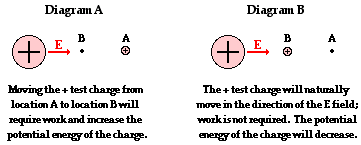 Diagram A
E
B
A
+
+
Moving the + test charge from
location A to location B will
require work and increase the
potential energy of the charge.
Diagram B
E
B
A
+
+
The + test charge will naturally
move in the direction of the E field;
work is not required. The potential
energy of the charge will decrease.